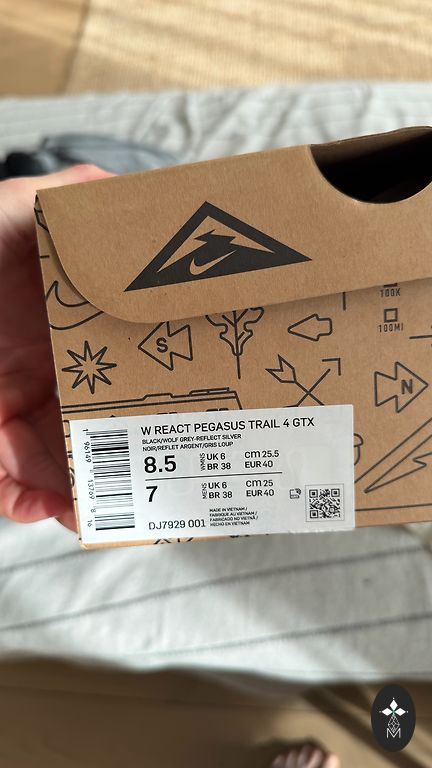 100K
100MI
S
N
W REACT PEGASUS TRAIL 4 GTX
BLACK/WOLF GREY-REFLECT SILVER
NOIR/REFLET ARGENT/GRIS LOUP
8.5 WMNS UK 6 CM 25.5
BR 38 EUR 40
7 MENS UK 6 CM 25
BR 38 EUR 40
DJ7929 001
MADE IN VIETNAM/
FABRIQUÉ AU VIETNAM/
FABRICADO NO VIETNÃ/
HECHO EN VIETNAM
M